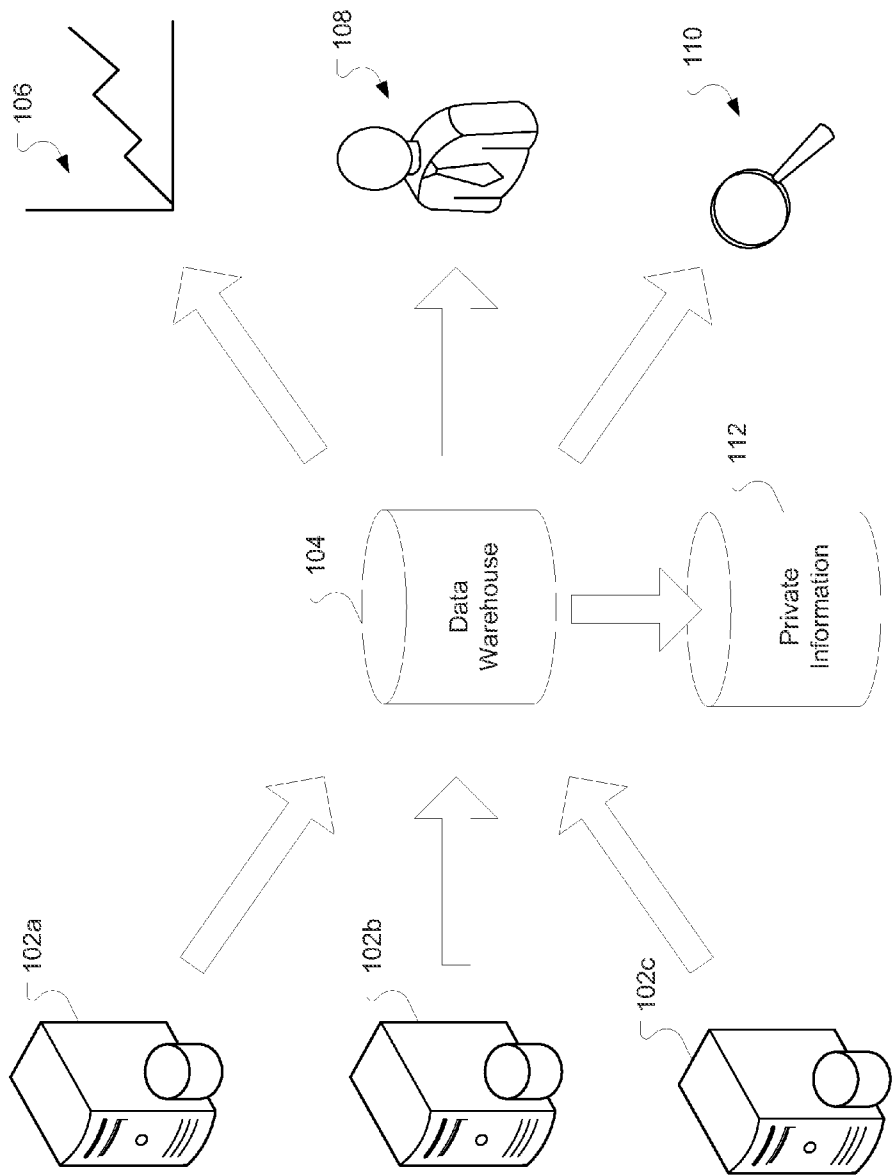 106
108
110
104
Data
Warehouse
112
Private
Information
102a
102b
102c